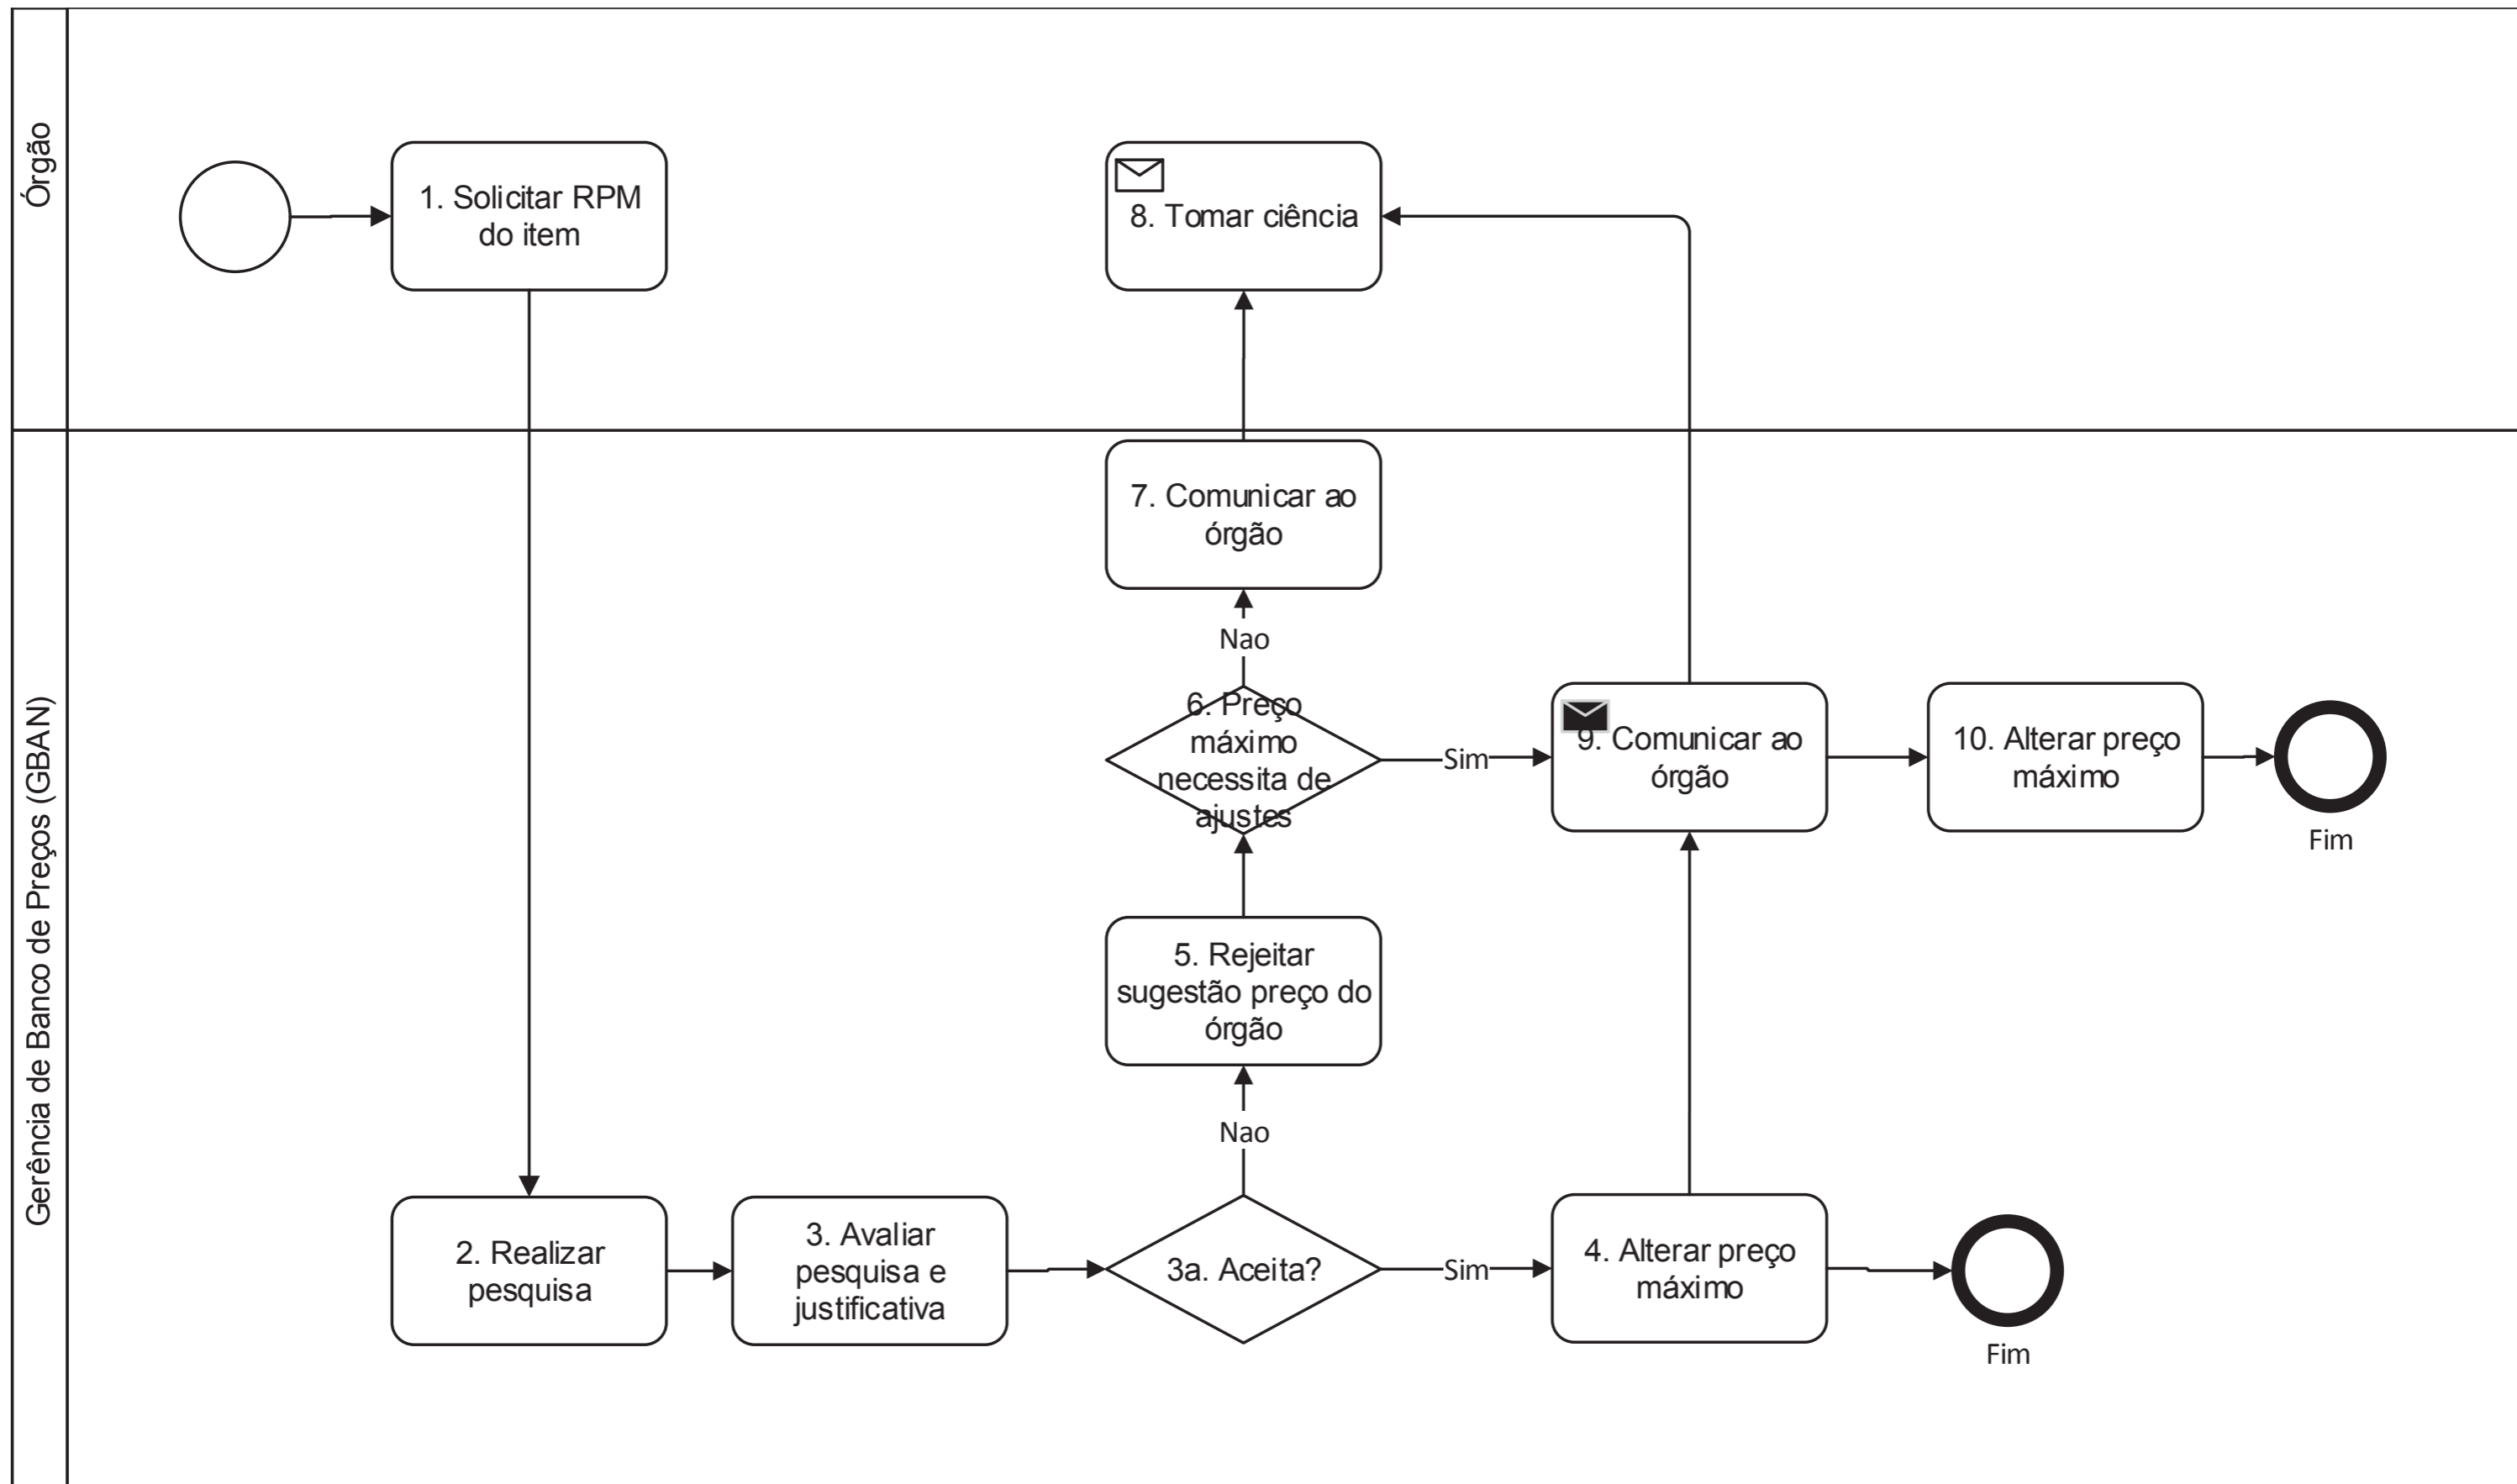 Órgão
1. Solicitar RPM
do item
8. Tomar ciência
Gerência de Banco de Preços (GBAN)
7. Comunicar ao
órgão
Nao
6. Preço
máximo
necessita de
ajustes
Sim
9. Comunicar ao
órgão
10. Alterar preço
máximo
Fim
5. Rejeitar
sugestão preço do
órgão
Nao
2. Realizar
pesquisa
3. Avaliar
pesquisa e
justificativa
3a. Aceita?
Sim
4. Alterar preço
máximo
Fim